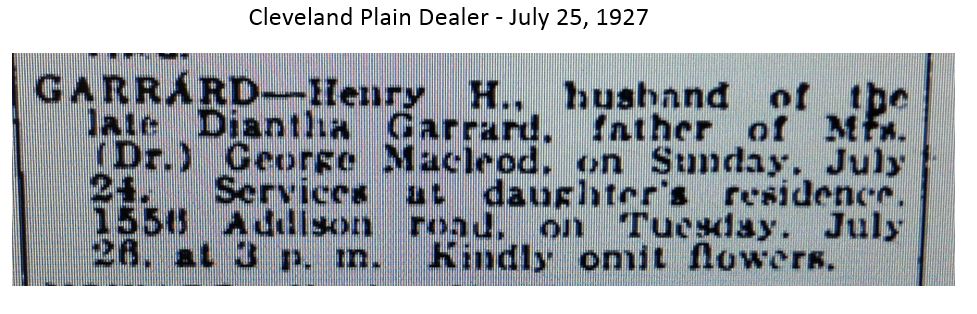 Cleveland Plain Dealer - July 25, 1927
GARRARD—Henry H., husband of the
late Diantha Garrard, father of Mrs.
(Dr.) George Macleod, on Sunday, July
24. Services at daughter's residence,
1556 Addison road, on Tuesday, July
26, at 3 p. m. Kindly omit flowers.